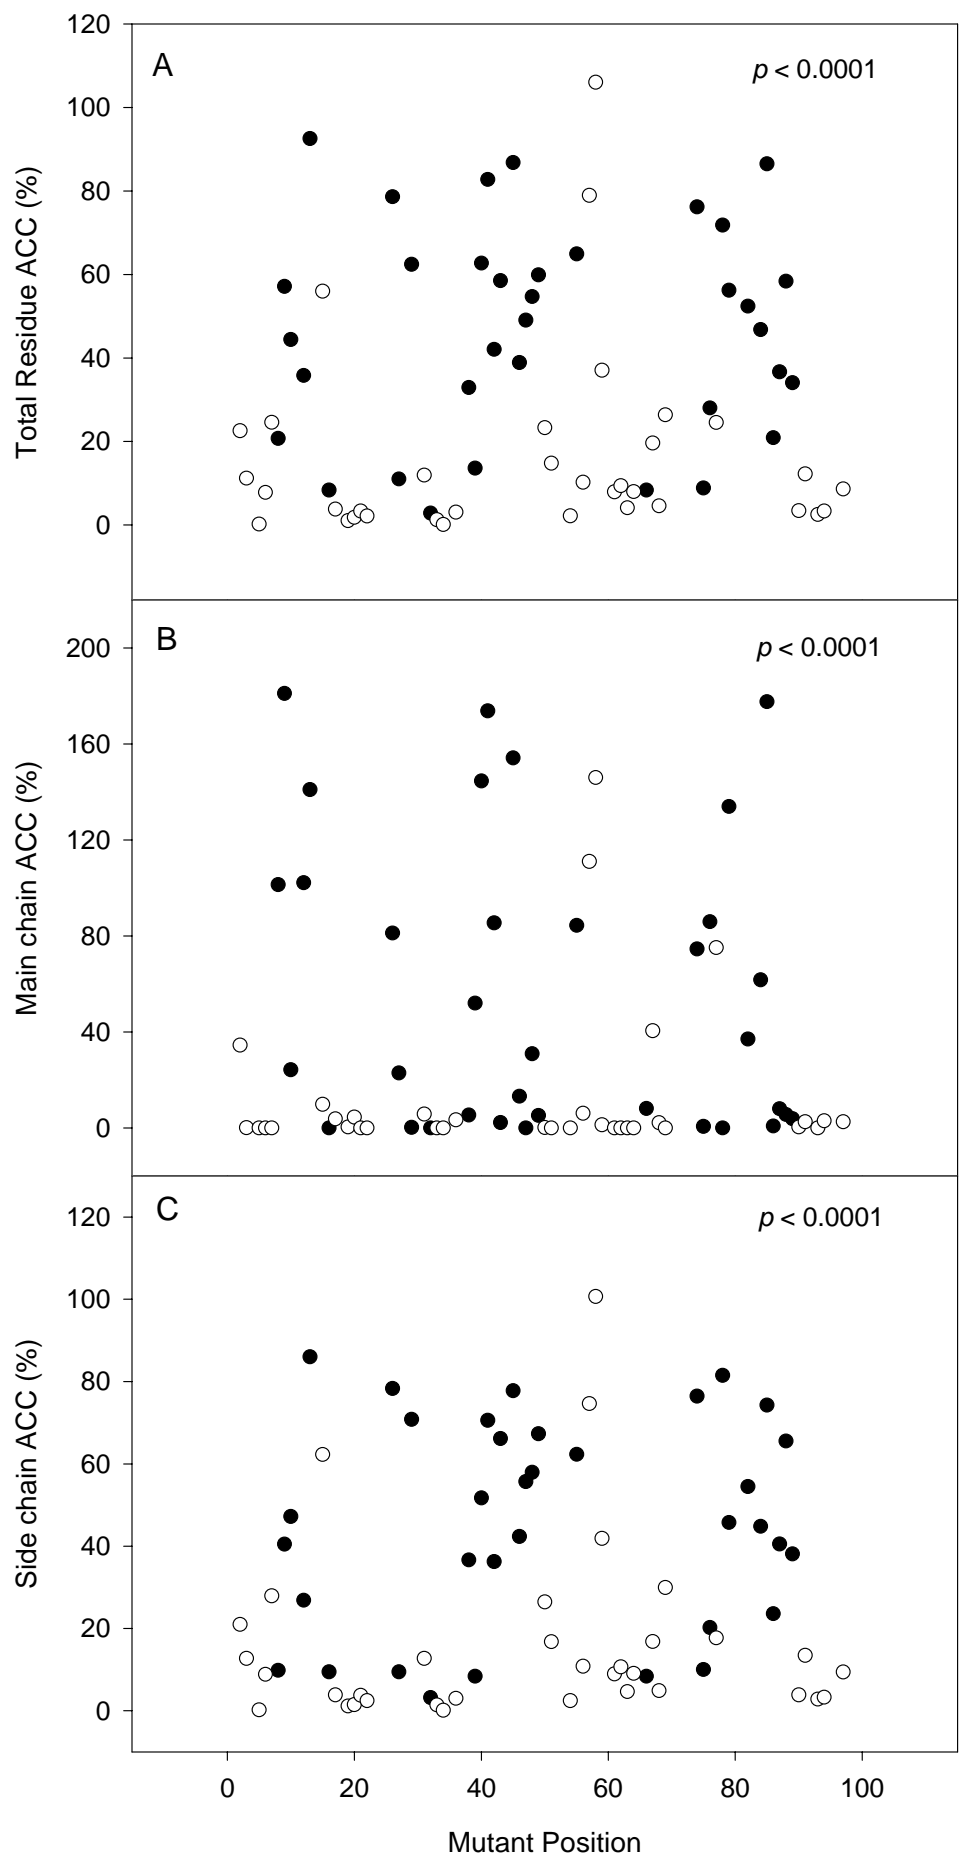 A
p < 0.0001
Total Residue ACC (%)
120
100
80
60
40
20
0
B
p < 0.0001
Main chain ACC (%)
200
160
120
80
40
0
C
p < 0.0001
Side chain ACC (%)
120
100
80
60
40
20
0
0 20 40 60 80 100
Mutant Position